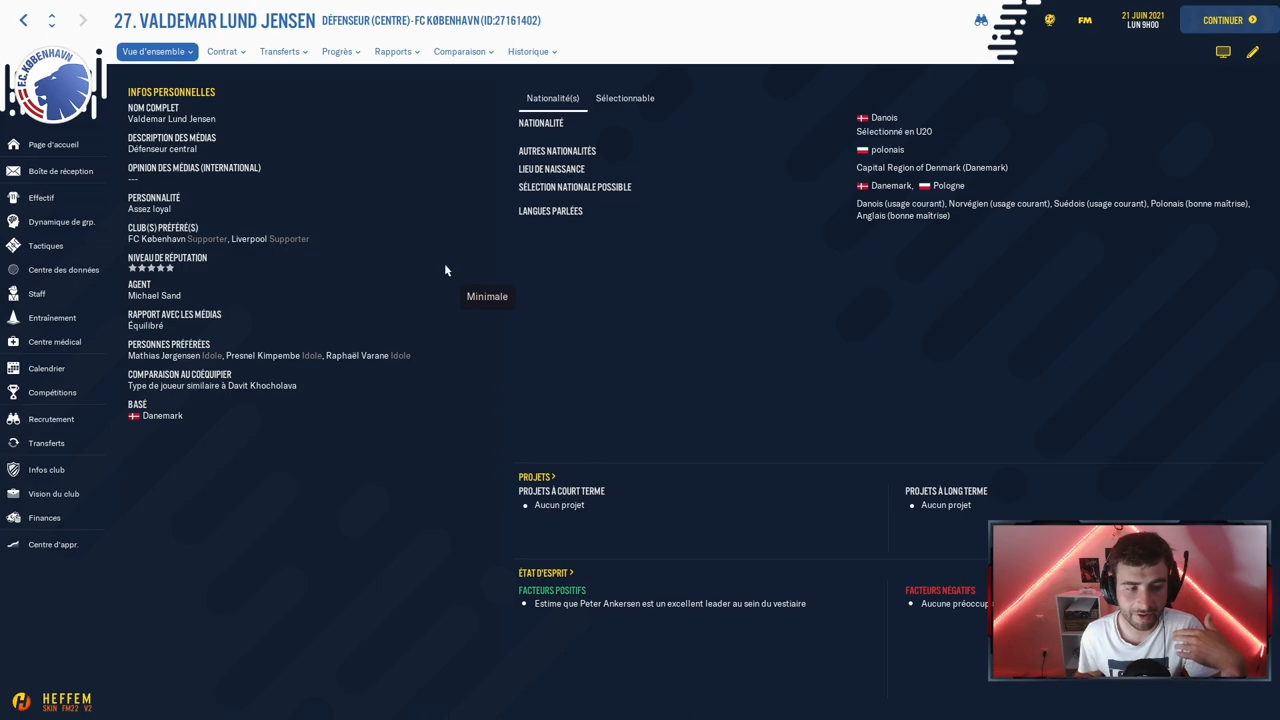 27. VALDEMAR LUND JENSEN DÉFENSEUR (CENTRE) - FC KØBENHAVN (ID:27161402)
FM
21 JUIN 2021
LUN 9H00
CONTINUER
Vue d'ensemble Contrat Transferts Progrès Rapports Comparaison Historique
F.C. KØBENHAVN
Page d'accueil
Boîte de réception
Effectif
Dynamique de grp.
Tactiques
Centre des données
Staff
Entraînement
Centre médical
Calendrier
Compétitions
Recrutement
Transferts
Infos club
Vision du club
Finances
Centre d'appr.
HEFFEM
SKIN FM22 V2
INFOS PERSONNELLES
NOM COMPLET
Valdemar Lund Jensen
DESCRIPTION DES MÉDIAS
Défenseur central
OPINION DES MÉDIAS (INTERNATIONAL)
---
PERSONNALITÉ
Assez loyal
CLUB(S) PRÉFÉRÉ(S)
FC København Supporter, Liverpool Supporter
NIVEAU DE RÉPUTATION
AGENT
Michael Sand
RAPPORT AVEC LES MÉDIAS
Équilibré
PERSONNES PRÉFÉRÉES
Mathias Jørgensen Idole, Presnel Kimpembe Idole, Raphaël Varane Idole
COMPARAISON AU COÉQUIPIER
Type de joueur similaire à Davit Khocholava
BASÉ
Danemark
Minimale
Nationalité(s) Sélectionnable
NATIONALITÉ
Danois
Sélectionné en U20
AUTRES NATIONALITÉS
polonais
LIEU DE NAISSANCE
Capital Region of Denmark (Danemark)
SÉLECTION NATIONALE POSSIBLE
Danemark, Pologne
LANGUES PARLÉES
Danois (usage courant), Norvégien (usage courant), Suédois (usage courant), Polonais (bonne maîtrise),
Anglais (bonne maîtrise)
PROJETS >
PROJETS À COURT TERME
• Aucun projet
PROJETS À LONG TERME
• Aucun projet
ÉTAT D'ESPRIT >
FACTEURS POSITIFS
• Estime que Peter Ankersen est un excellent leader au sein du vestiaire
FACTEURS NÉGATIFS
• Aucune